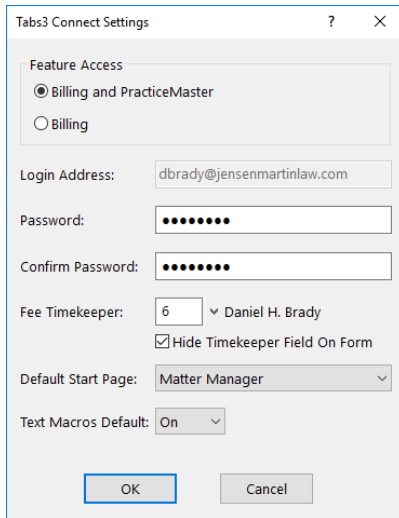 Tabs3 Connect Settings ? ×
Feature Access
Billing and PracticeMaster
Billing
Login Address: dbrady@jensenmartinlaw.com
Password: ●●●●●●●●
Confirm Password: ●●●●●●●●
Fee Timekeeper: 6 Daniel H. Brady
Hide Timekeeper Field On Form
Default Start Page: Matter Manager
Text Macros Default: On
OK Cancel